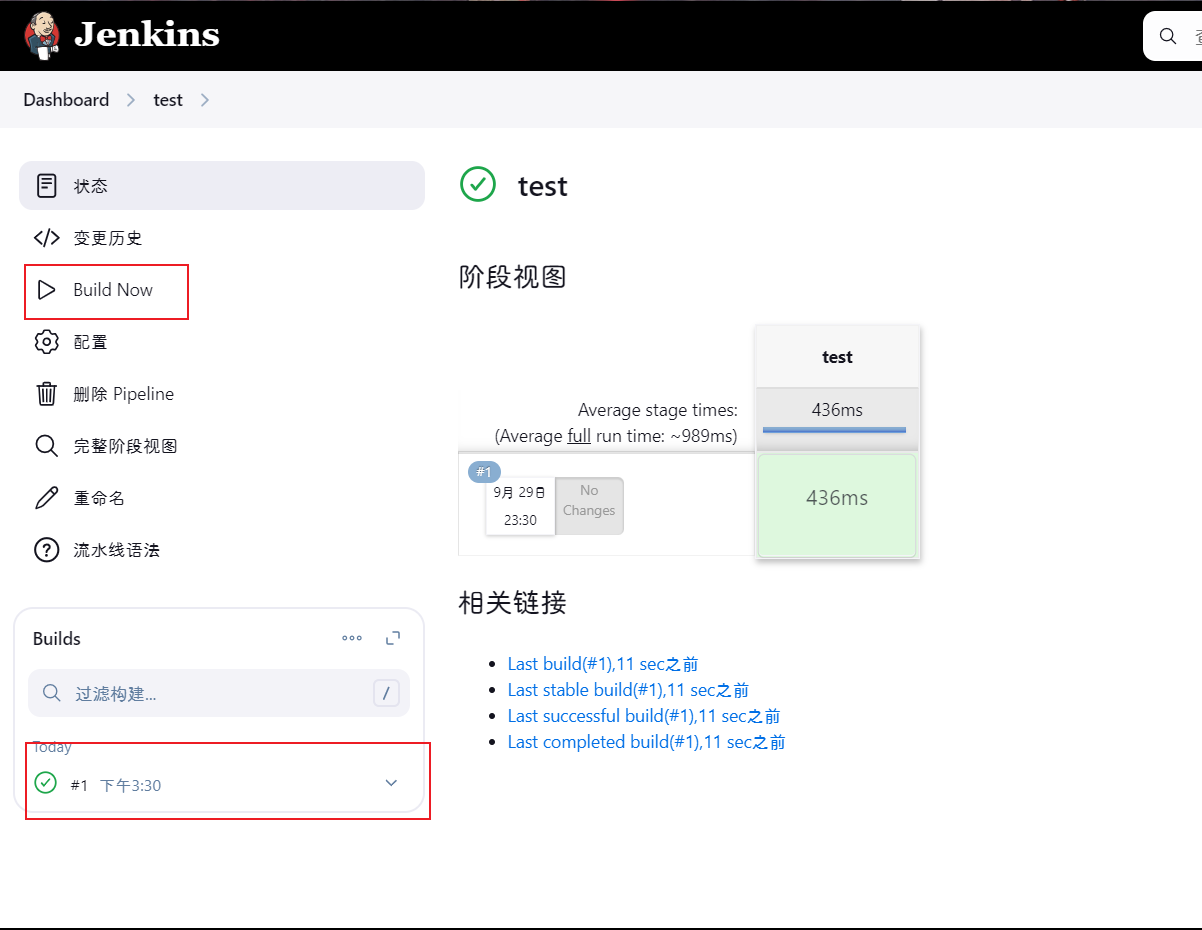 Jenkins
Dashboard
test
状态
变更历史
Build Now
配置
删除 Pipeline
完整阶段视图
重命名
流水线语法
Builds
过滤构建...
/
Today
#1 下午3:30
test
阶段视图
test
Average stage times:
(Average full run time: ~989ms)
436ms
#1
9月 29日
23:30
No
Changes
436ms
相关链接
Last build(#1),11 sec之前
Last stable build(#1),11 sec之前
Last successful build(#1),11 sec之前
Last completed build(#1),11 sec之前